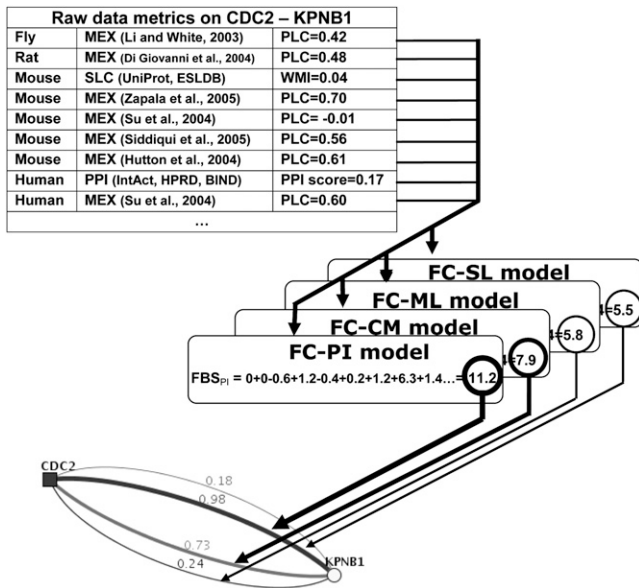 Raw data metrics on CDC2 – KPNB1
Fly MEX (Li and White, 2003) PLC=0.42
Rat MEX (Di Giovanni et al., 2004) PLC=0.48
Mouse SLC (UniProt, ESLDB) WMI=0.04
Mouse MEX (Zapala et al., 2005) PLC=0.70
Mouse MEX (Su et al., 2004) PLC= -0.01
Mouse MEX (Siddiqui et al., 2005) PLC=0.56
Mouse MEX (Hutton et al., 2004) PLC=0.61
Human PPI (IntAct, HPRD, BIND) PPI score=0.17
Human MEX (Su et al., 2004) PLC=0.60
...
FC-SL model
4=5.5
FC-ML model
4=5.8
FC-CM model
4=7.9
FC-PI model
FBSPI = 0+0-0.6+1.2-0.4+0.2+1.2+6.3+1.4...=11.2
CDC2
0.18
0.98
0.73
0.24
KPNB1